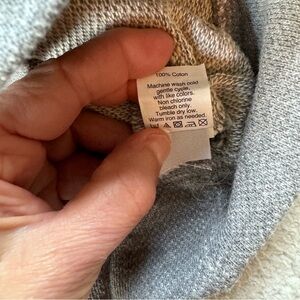 100% Cotton
Machine wash cold
gentle cycle,
with like colors.
Non chlorine
bleach only.
Tumble dry low.
Warm iron as needed.